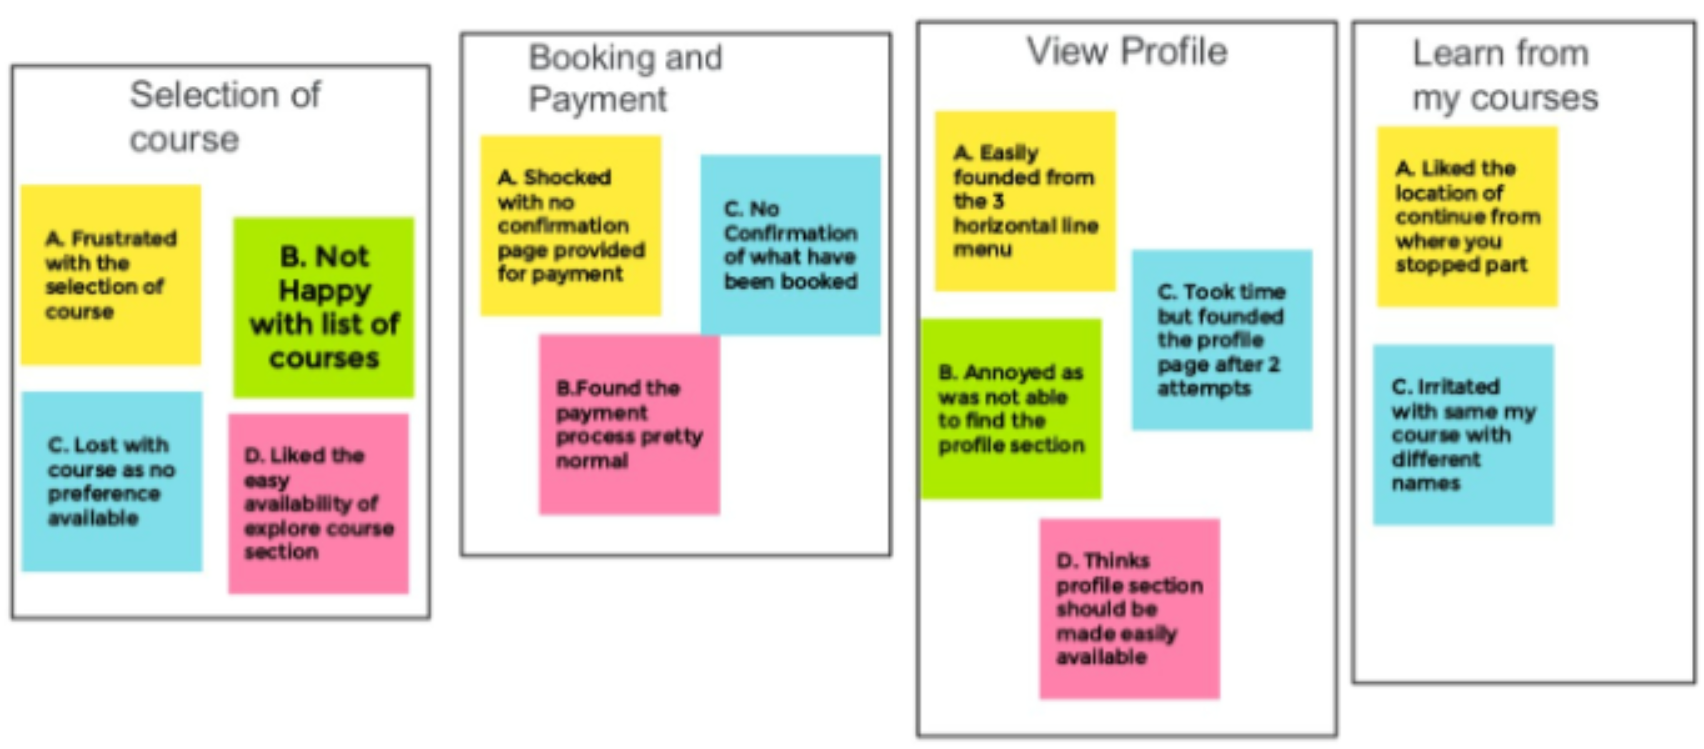 Selection of
course
A. Frustrated
with the
selection of
course
B. Not
Happy
with list of
courses
C. Lost with
course as no
preference
available
D. Liked the
easy
availability of
explore course
section
Booking and
Payment
A. Shocked
with no
confirmation
page provided
for payment
C. No
Confirmation
of what have
been booked
B.Found the
payment
process pretty
normal
View Profile
A. Easily
founded from
the 3
horizontal line
menu
C. Took time
but founded
the profile
page after 2
attempts
B. Annoyed as
was not able
to find the
profile section
D. Thinks
profile section
should be
made easily
available
Learn from
my courses
A. Liked the
location of
continue from
where you
stopped part
C. Irritated
with same my
course with
different
names